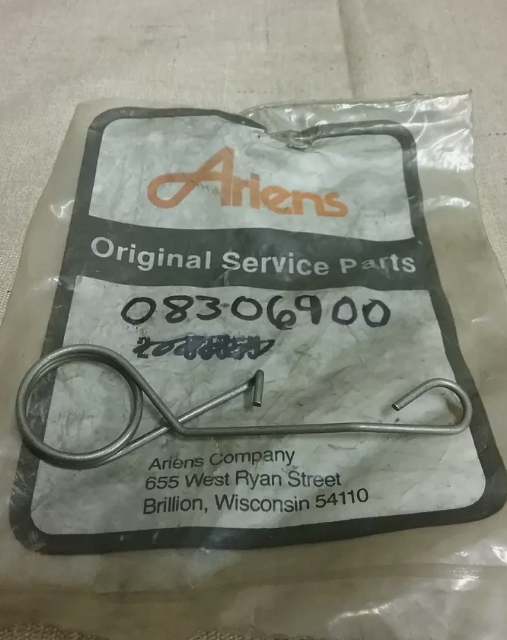 Ariens
Original Service Parts
08306900
Ariens Company
655 West Ryan Street
Brillion, Wisconsin 54110